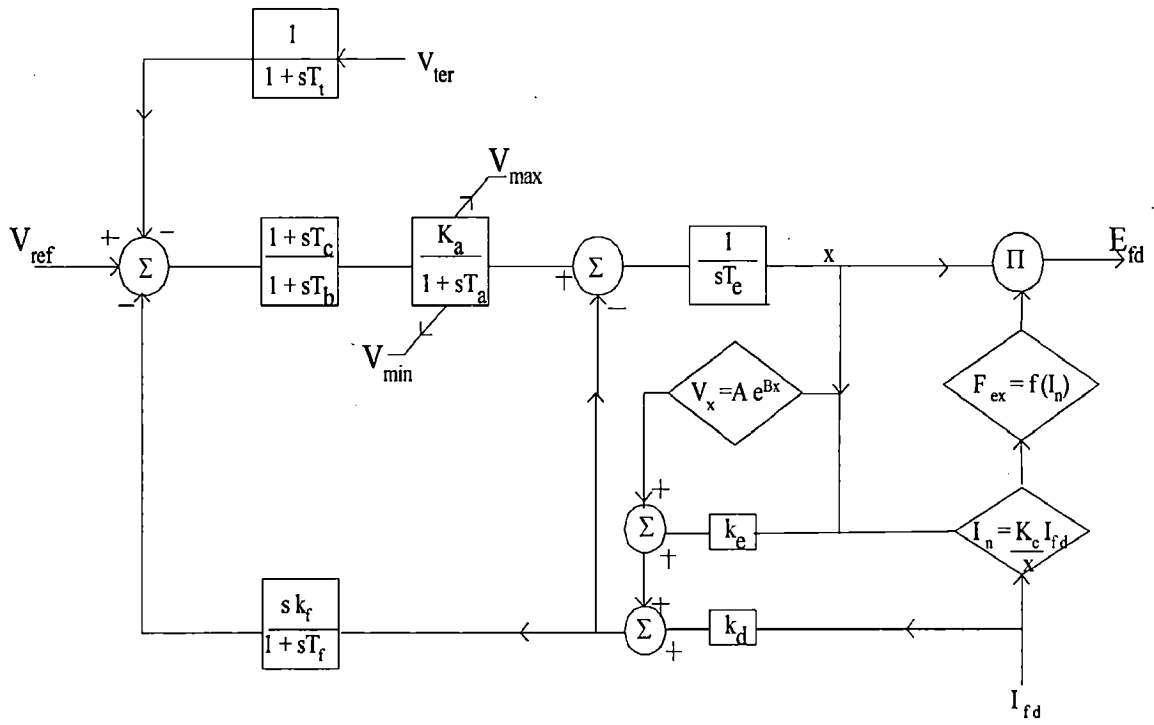 1
1 + sT_t
V_ter
V_max
V_ref
+
−
Σ
−
1 + sT_c
1 + sT_b
K_a
1 + sT_a
+
Σ
−
1
sT_e
x
Π
E_fd
V_min
V_x = A e^{Bx}
F_ex = f(I_n)
+
Σ
+
k_e
I_n = K_c I_fd
x
s k_f
1 + sT_f
+
Σ
+
k_d
I_fd